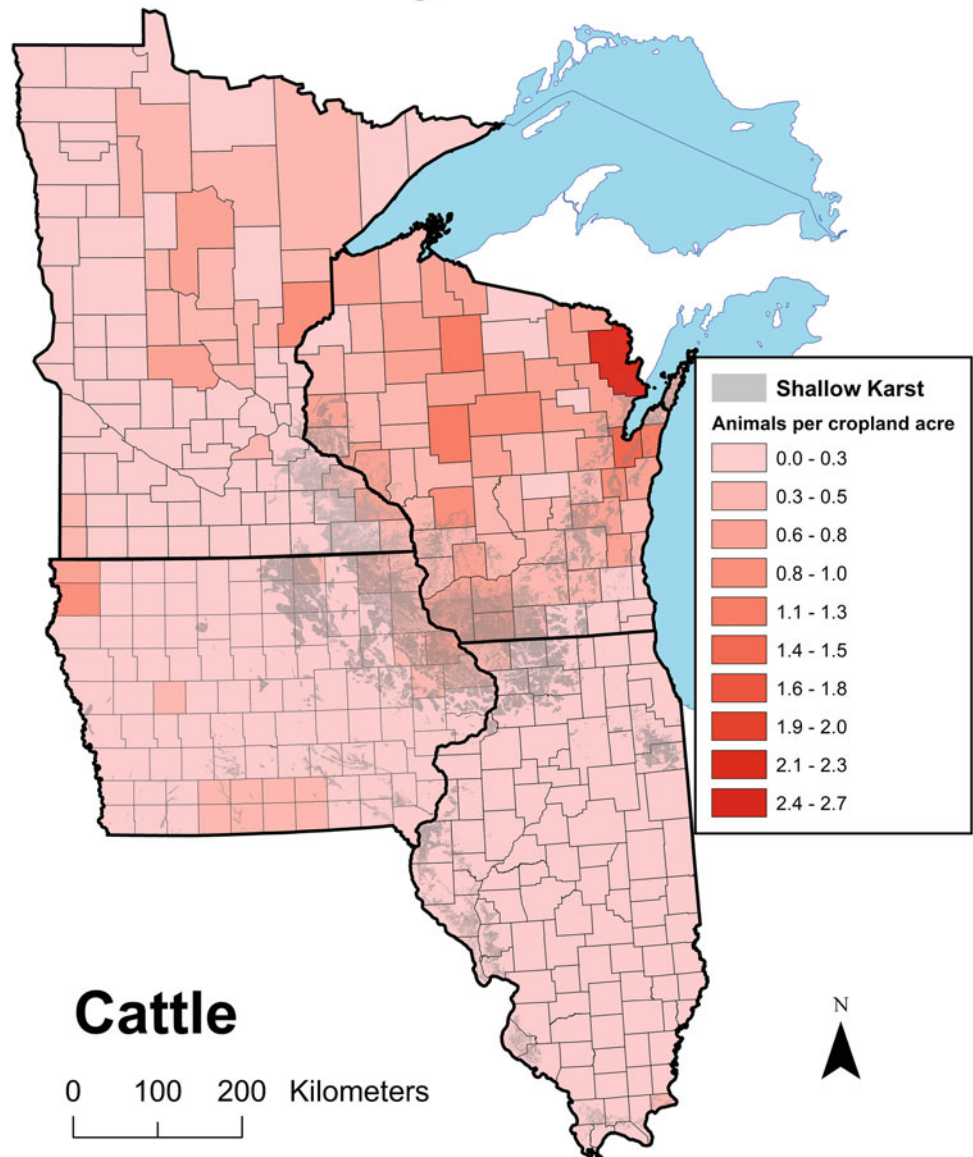 Shallow Karst
Animals per cropland acre
0.0 - 0.3
0.3 - 0.5
0.6 - 0.8
0.8 - 1.0
1.1 - 1.3
1.4 - 1.5
1.6 - 1.8
1.9 - 2.0
2.1 - 2.3
2.4 - 2.7
Cattle
N
0 100 200 Kilometers